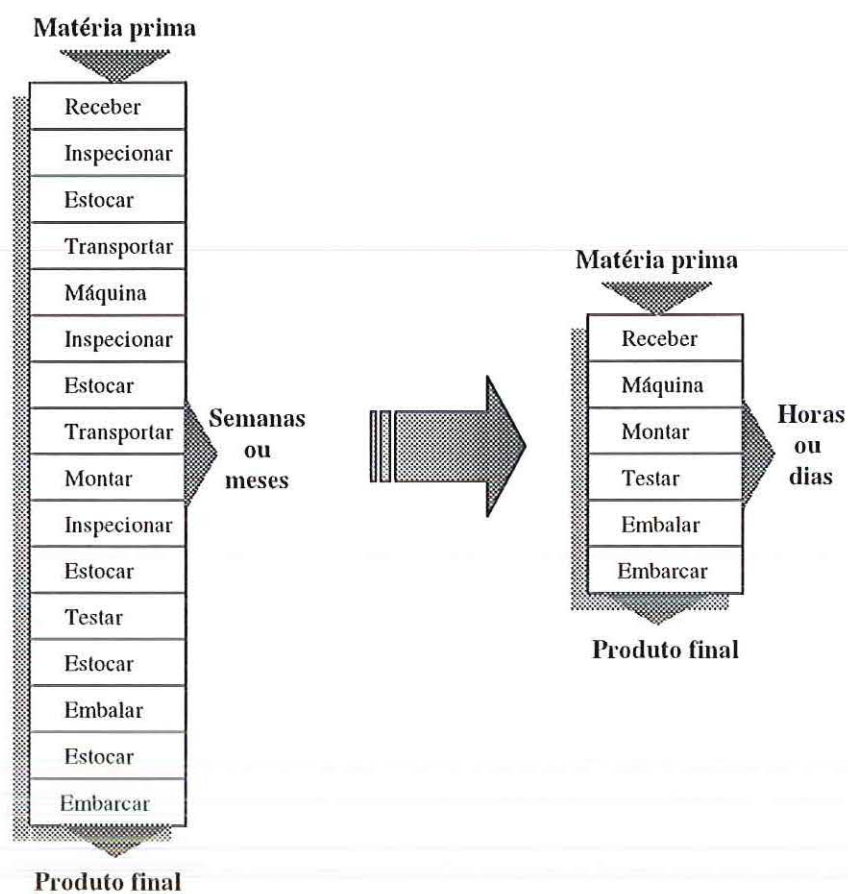 Matéria prima
Receber
Inspecionar
Estocar
Transportar
Máquina
Inspecionar
Estocar
Transportar
Montar
Inspecionar
Estocar
Testar
Estocar
Embalar
Estocar
Embarcar
Produto final
Semanas
ou
meses
Matéria prima
Receber
Máquina
Montar
Testar
Embalar
Embarcar
Produto final
Horas
ou
dias